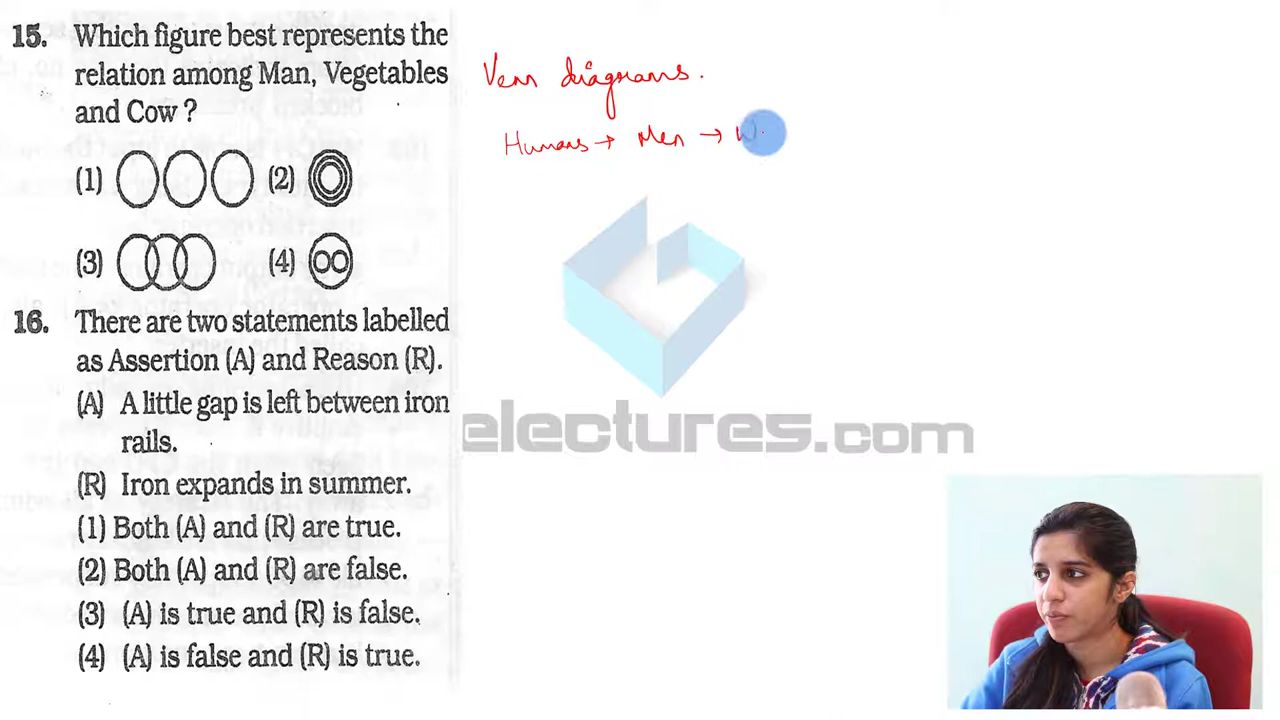 15. Which figure best represents the
relation among Man, Vegetables
and Cow ?
(1) (2)
(3) (4)
16. There are two statements labelled
as Assertion (A) and Reason (R).
(A) A little gap is left between iron
rails.
(R) Iron expands in summer.
(1) Both (A) and (R) are true.
(2) Both (A) and (R) are false.
(3) (A) is true and (R) is false.
(4) (A) is false and (R) is true.
Venn diagrams.
Humans → Men → W
electures.com